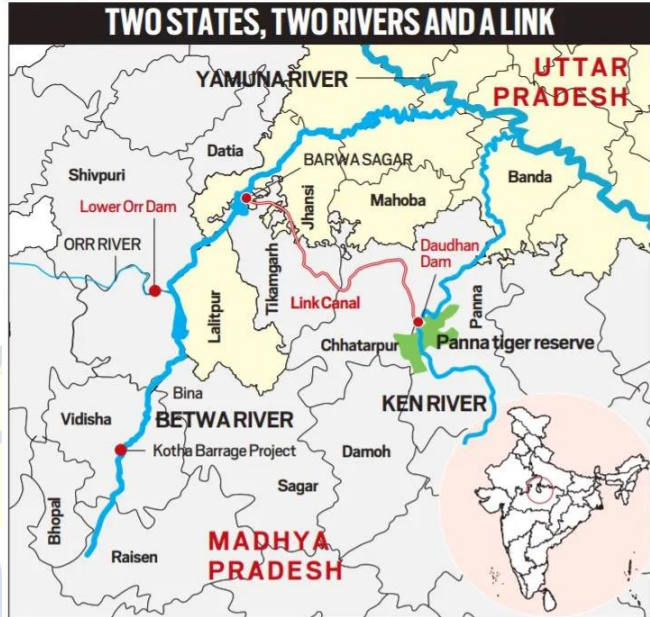 TWO STATES, TWO RIVERS AND A LINK
YAMUNA RIVER
UTTAR
PRADESH
Datia
BARWA SAGAR
Shivpuri
Banda
Lower Orr Dam
Jhansi
Mahoba
ORR RIVER
Daudhan
Dam
Tikamgarh
Link Canal
Lalitpur
Panna
Chhatarpur
Panna tiger reserve
Bina
KEN RIVER
Vidisha
BETWA RIVER
Kotha Barrage Project
Damoh
Sagar
Bhopal
Raisen
MADHYA
PRADESH